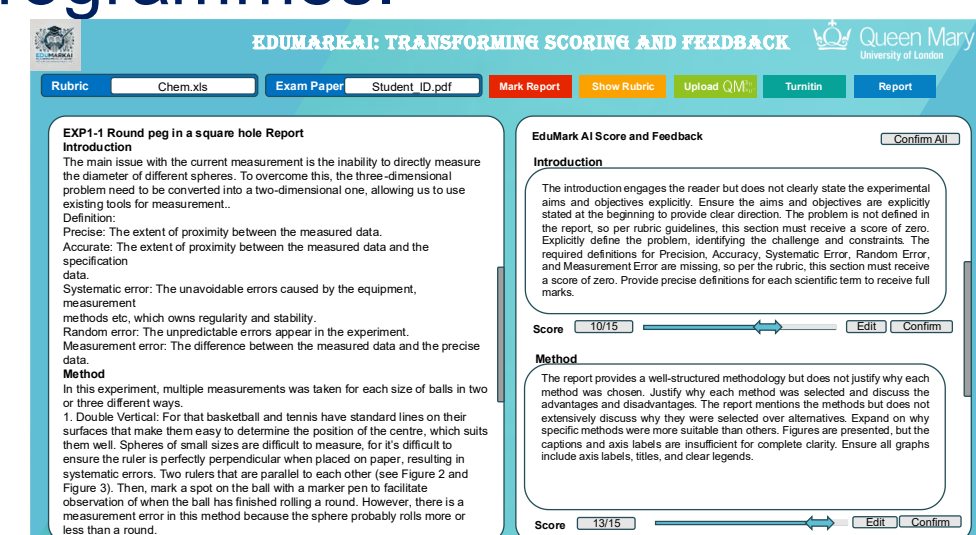 rogrammes.
EDUMARKAI
EDUMARK-AI: TRANSFORMING SCORING AND FEEDBACK
Queen Mary
University of London
Rubric
Chem.xls
Exam Paper
Student_ID.pdf
Mark Report
Show Rubric
Upload QM
Turnitin
Report
EXP1-1 Round peg in a square hole Report
Introduction
The main issue with the current measurement is the inability to directly measure
the diameter of different spheres. To overcome this, the three-dimensional
problem need to be converted into a two-dimensional one, allowing us to use
existing tools for measurement..
Definition:
Precise: The extent of proximity between the measured data.
Accurate: The extent of proximity between the measured data and the
specification
data.
Systematic error: The unavoidable errors caused by the equipment,
measurement
methods etc, which owns regularity and stability.
Random error: The unpredictable errors appear in the experiment.
Measurement error: The difference between the measured data and the precise
data.
Method
In this experiment, multiple measurements was taken for each size of balls in two
or three different ways.
1. Double Vertical: For that basketball and tennis have standard lines on their
surfaces that make them easy to determine the position of the centre, which suits
them well. Spheres of small sizes are difficult to measure, for it's difficult to
ensure the ruler is perfectly perpendicular when placed on paper, resulting in
systematic errors. Two rulers that are parallel to each other (see Figure 2 and
Figure 3). Then, mark a spot on the ball with a marker pen to facilitate
observation of when the ball has finished rolling a round. However, there is a
measurement error in this method because the sphere probably rolls more or
less than a round.
EduMark AI Score and Feedback
Confirm All
Introduction
The introduction engages the reader but does not clearly state the experimental
aims and objectives explicitly. Ensure the aims and objectives are explicitly
stated at the beginning to provide clear direction. The problem is not defined in
the report, so per rubric guidelines, this section must receive a score of zero.
Explicitly define the problem, identifying the challenge and constraints. The
required definitions for Precision, Accuracy, Systematic Error, Random Error,
and Measurement Error are missing, so per the rubric, this section must receive
a score of zero. Provide precise definitions for each scientific term to receive full
marks.
Score
10/15
Edit
Confirm
Method
The report provides a well-structured methodology but does not justify why each
method was chosen. Justify why each method was selected and discuss the
advantages and disadvantages. The report mentions the methods but does not
extensively discuss why they were selected over alternatives. Expand on why
specific methods were more suitable than others. Figures are presented, but the
captions and axis labels are insufficient for complete clarity. Ensure all graphs
include axis labels, titles, and clear legends.
Score
13/15
Edit
Confirm